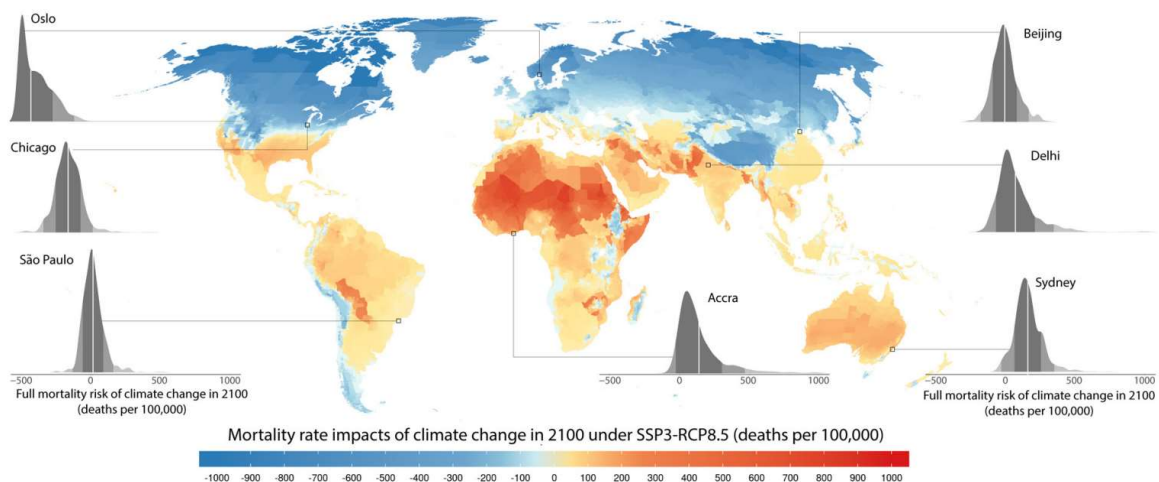 Oslo
Beijing
Chicago
Delhi
São Paulo
Accra
Sydney
−500 0 500 1000
−500 0 500 1000
−500 0 500 1000
Full mortality risk of climate change in 2100
(deaths per 100,000)
Full mortality risk of climate change in 2100
(deaths per 100,000)
Mortality rate impacts of climate change in 2100 under SSP3-RCP8.5 (deaths per 100,000)
-1000 -900 -800 -700 -600 -500 -400 -300 -200 -100 0 100 200 300 400 500 600 700 800 900 1000